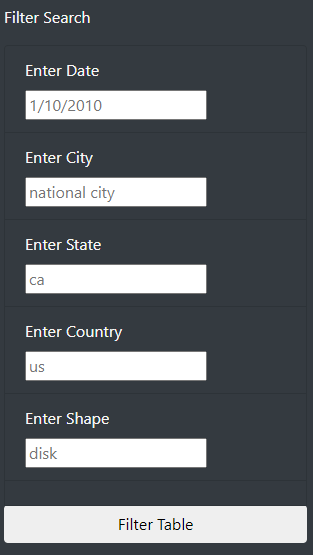 Filter Search
Enter Date
1/10/2010
Enter City
national city
Enter State
ca
Enter Country
us
Enter Shape
disk
Filter Table